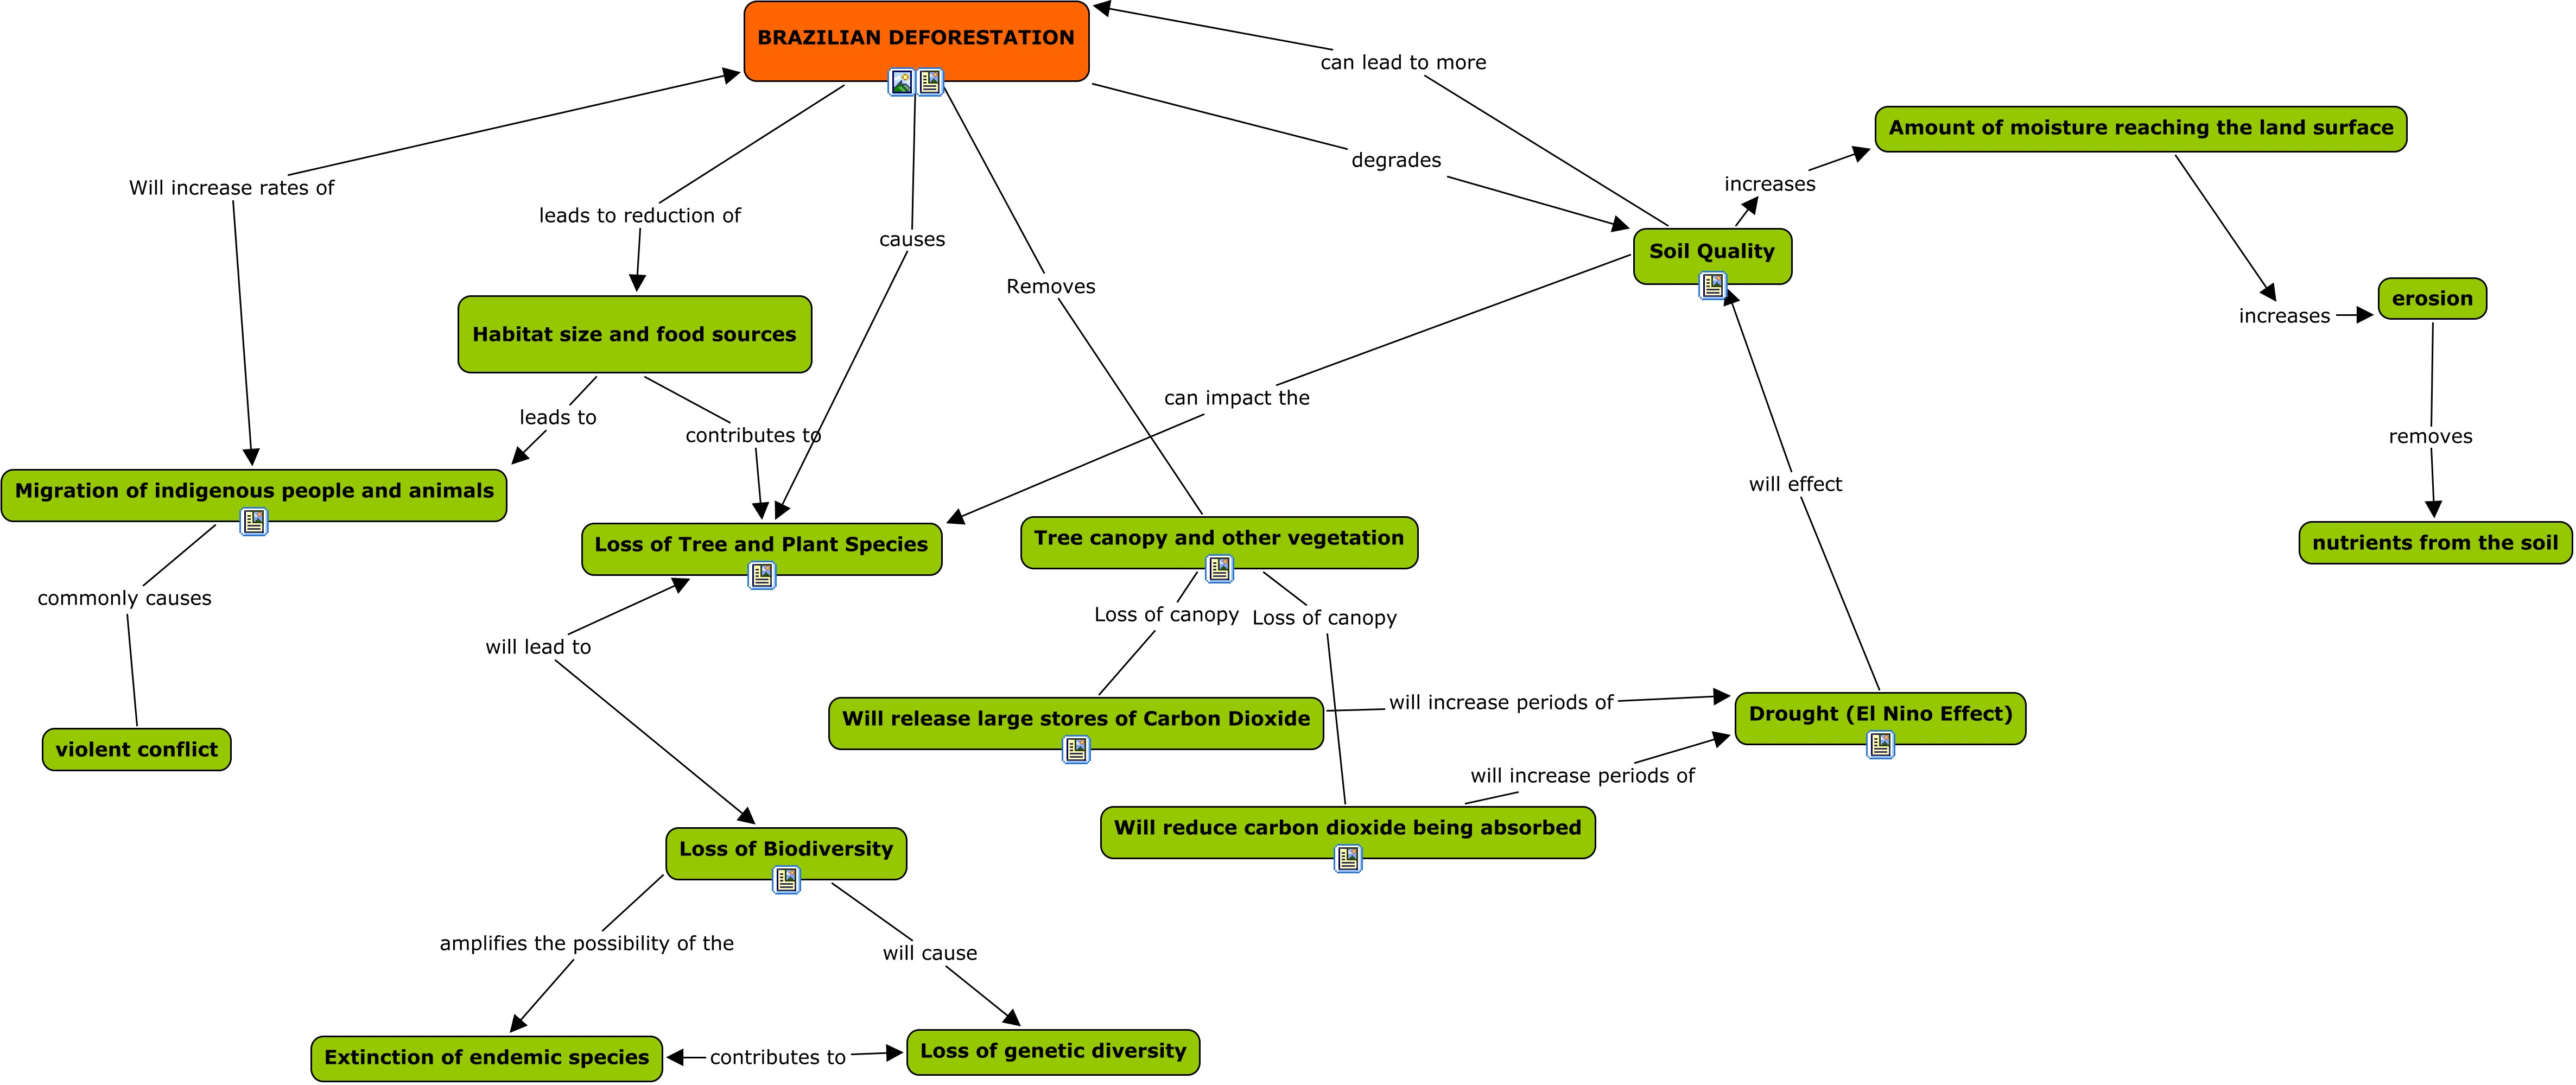 BRAZILIAN DEFORESTATION
can lead to more
Amount of moisture reaching the land surface
degrades
increases
Will increase rates of
leads to reduction of
causes
Soil Quality
Removes
erosion
increases
Habitat size and food sources
can impact the
leads to
contributes to
removes
will effect
Migration of indigenous people and animals
Loss of Tree and Plant Species
Tree canopy and other vegetation
nutrients from the soil
commonly causes
Loss of canopy
Loss of canopy
will lead to
Will release large stores of Carbon Dioxide
will increase periods of
Drought (El Nino Effect)
violent conflict
will increase periods of
Will reduce carbon dioxide being absorbed
Loss of Biodiversity
amplifies the possibility of the
will cause
Extinction of endemic species
contributes to
Loss of genetic diversity